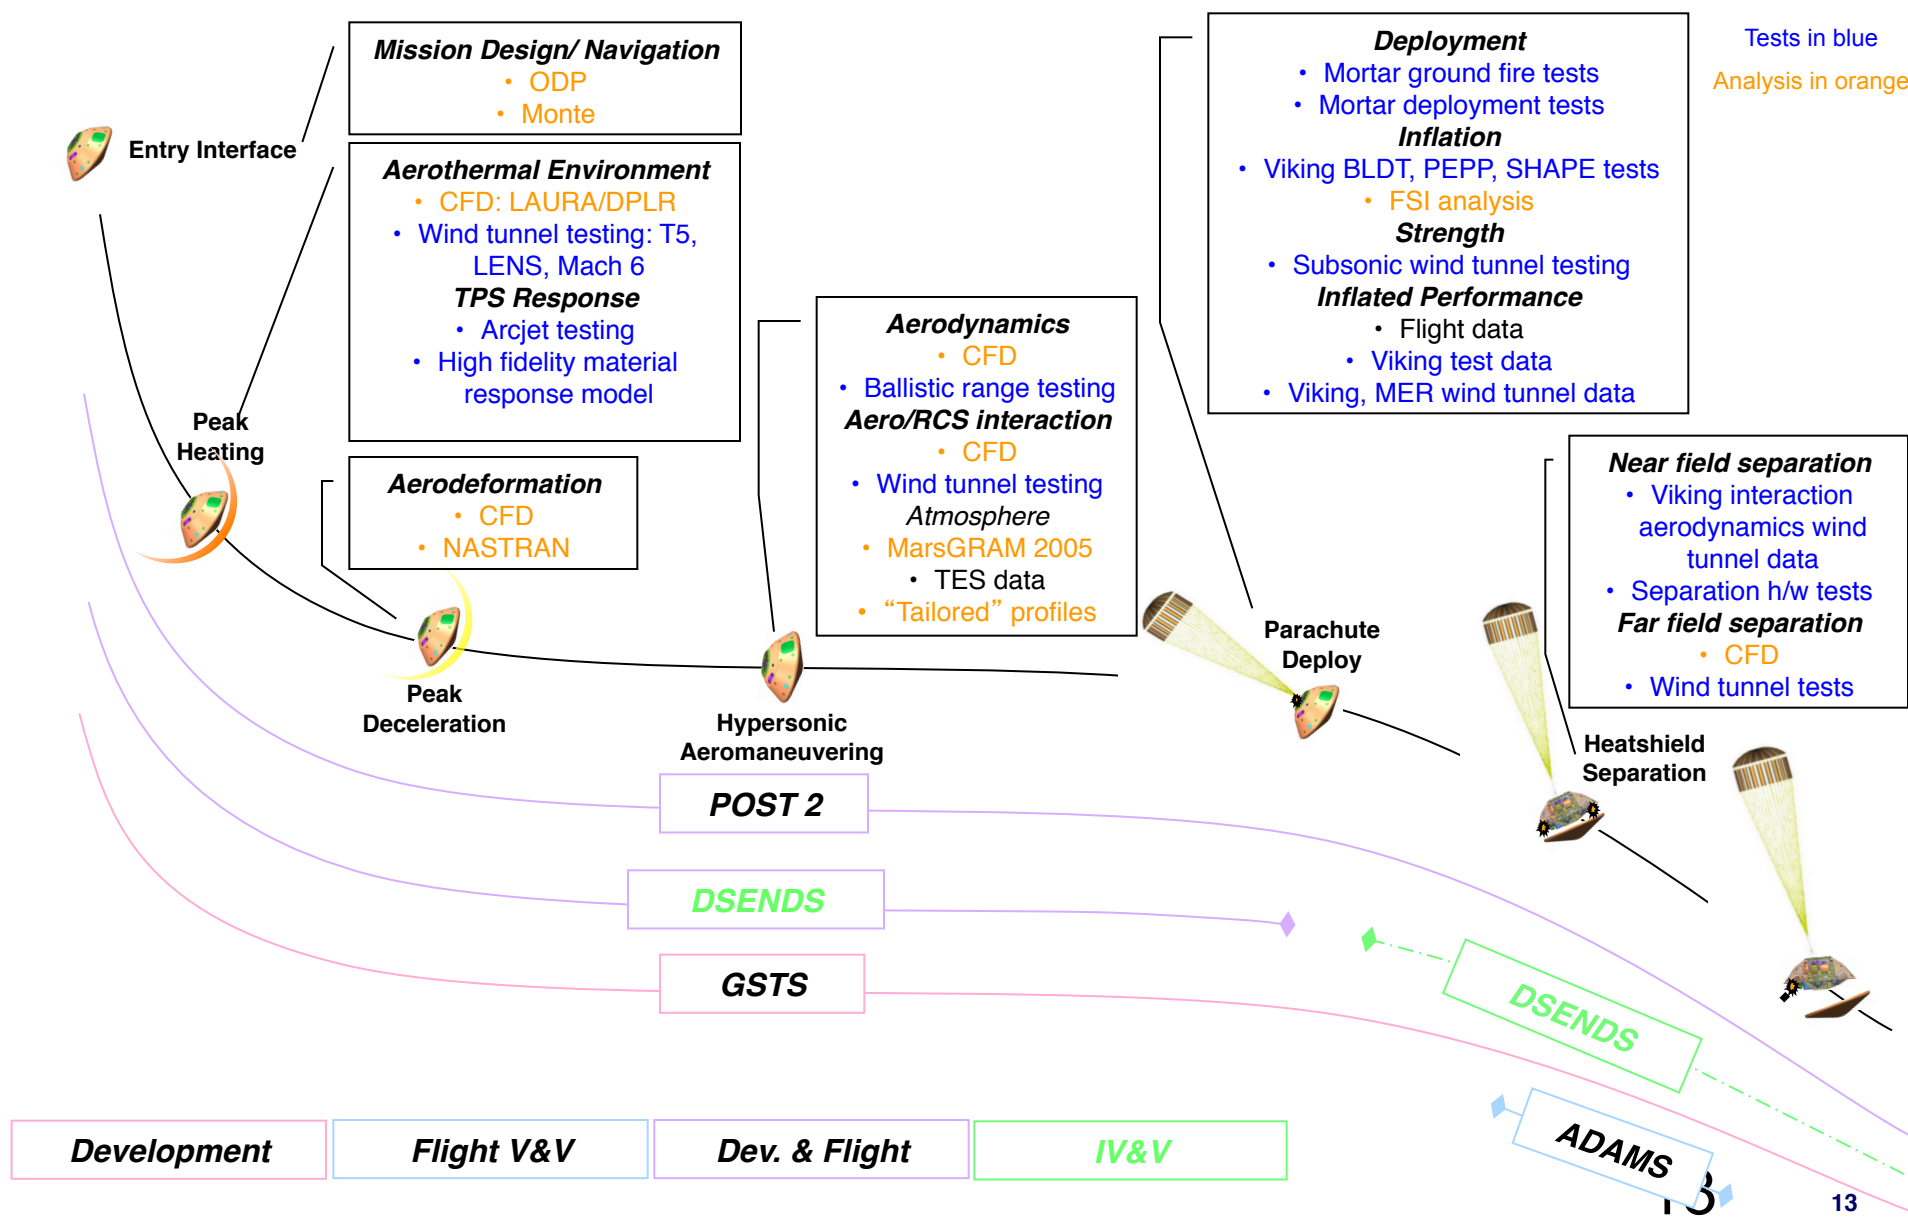 Mission Design/ Navigation
• ODP
• Monte
Entry Interface
Aerothermal Environment
• CFD: LAURA/DPLR
• Wind tunnel testing: T5,
LENS, Mach 6
TPS Response
• Arcjet testing
• High fidelity material
response model
Peak
Heating
Aerodeformation
• CFD
• NASTRAN
Peak
Deceleration
Aerodynamics
• CFD
• Ballistic range testing
Aero/RCS interaction
• CFD
• Wind tunnel testing
Atmosphere
• MarsGRAM 2005
• TES data
• “Tailored” profiles
Hypersonic
Aeromaneuvering
Deployment
• Mortar ground fire tests
• Mortar deployment tests
Inflation
• Viking BLDT, PEPP, SHAPE tests
• FSI analysis
Strength
• Subsonic wind tunnel testing
Inflated Performance
• Flight data
• Viking test data
• Viking, MER wind tunnel data
Parachute
Deploy
Tests in blue
Analysis in orange
Near field separation
• Viking interaction
aerodynamics wind
tunnel data
• Separation h/w tests
Far field separation
• CFD
• Wind tunnel tests
Heatshield
Separation
POST 2
DSENDS
GSTS
DSENDS
ADAMS
Development
Flight V&V
Dev. & Flight
IV&V
13
13